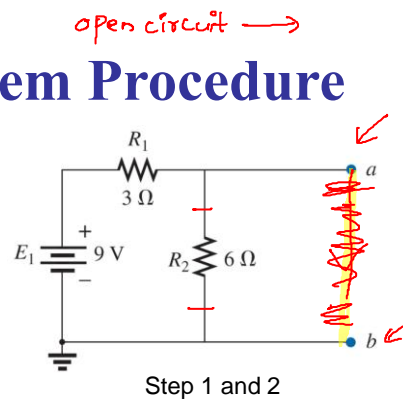 open circuit →
em Procedure
R1
3 Ω
a
+
E1
9 V
R2
6 Ω
−
b
Step 1 and 2